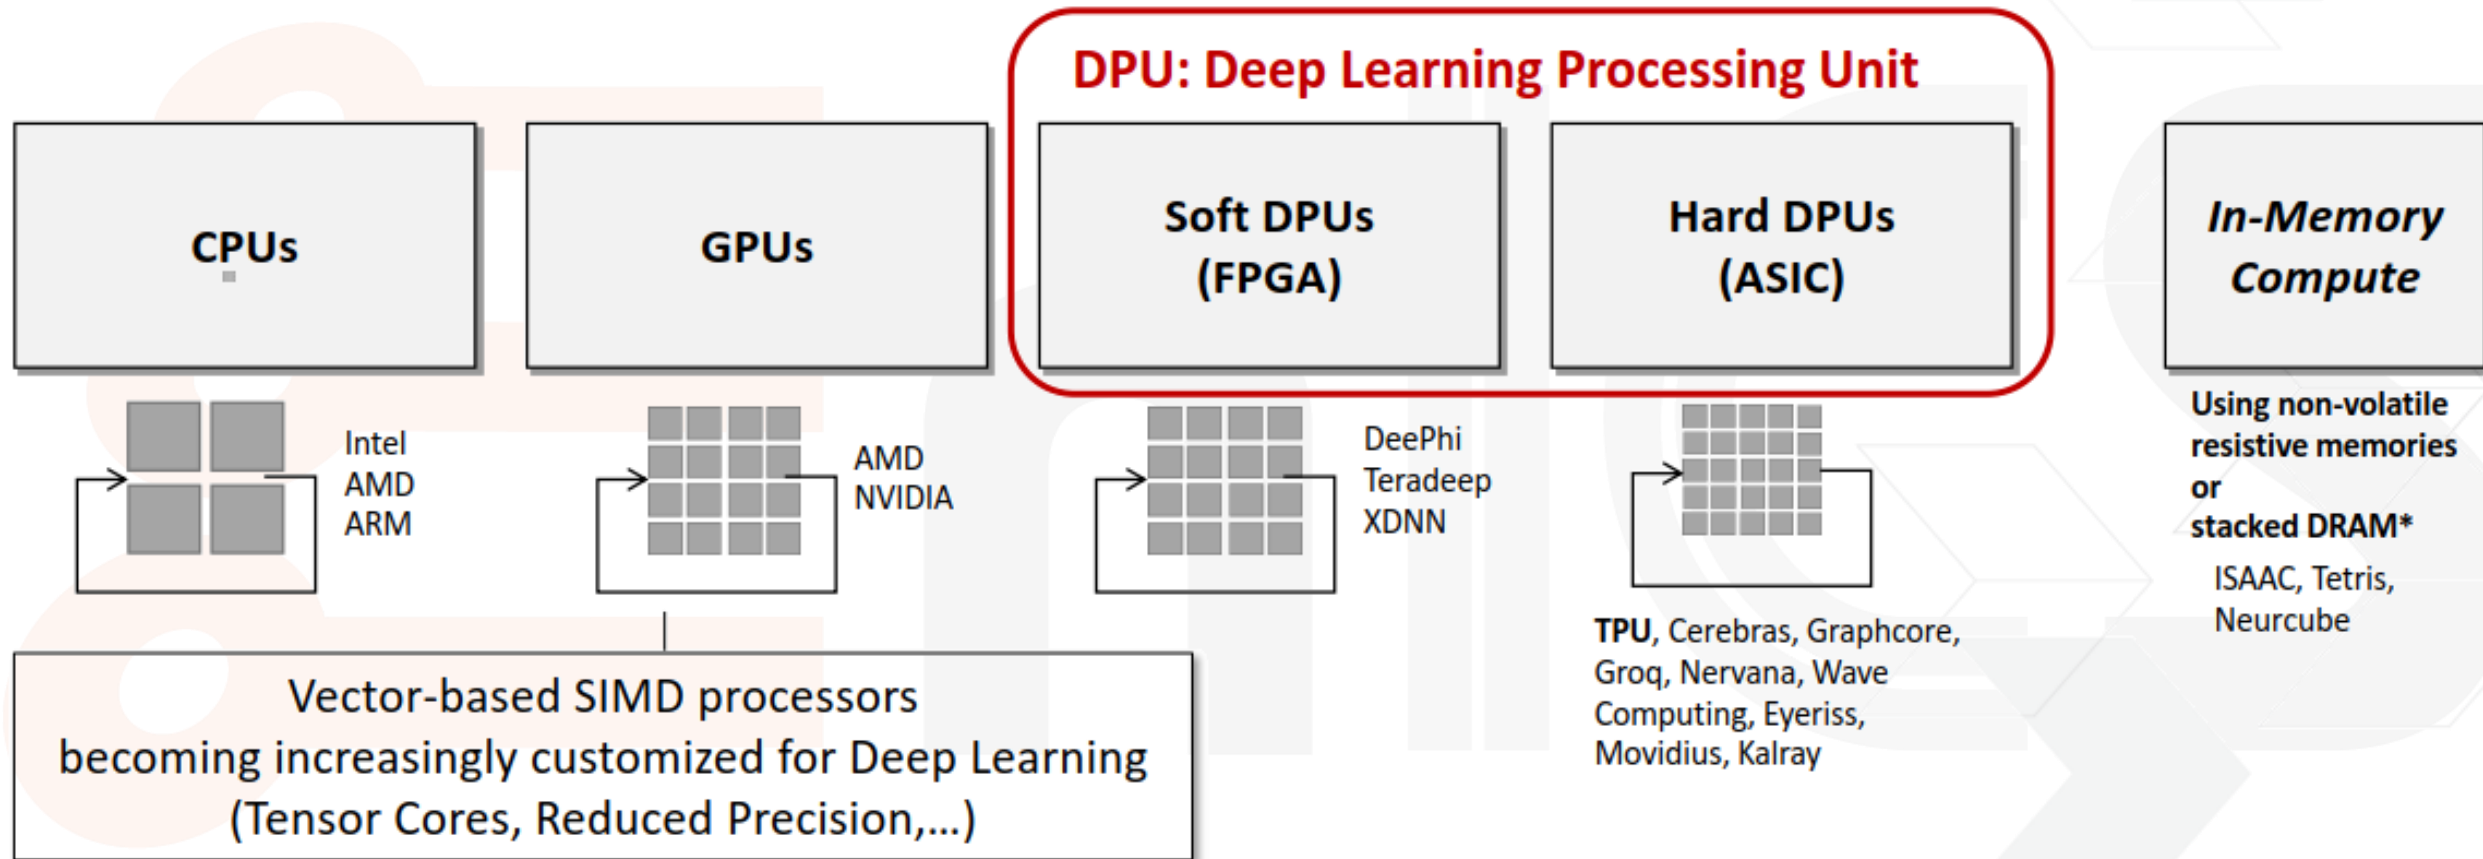 DPU: Deep Learning Processing Unit
CPUs
GPUs
Soft DPUs
(FPGA)
Hard DPUs
(ASIC)
In-Memory
Compute
Intel
AMD
ARM
AMD
NVIDIA
DeePhi
Teradeep
XDNN
TPU, Cerebras, Graphcore,
Groq, Nervana, Wave
Computing, Eyeriss,
Movidius, Kalray
Using non-volatile
resistive memories
or
stacked DRAM*
ISAAC, Tetris,
Neurcube
Vector-based SIMD processors
becoming increasingly customized for Deep Learning
(Tensor Cores, Reduced Precision,...)